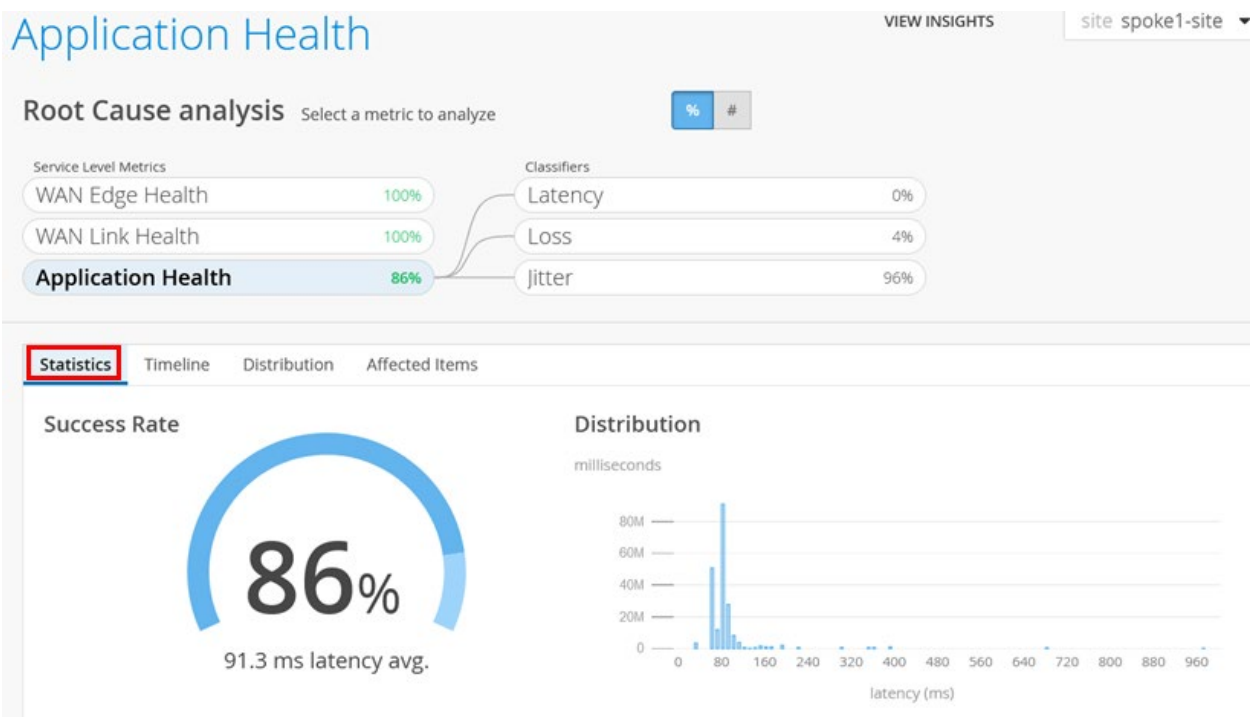 Application Health
VIEW INSIGHTS
site spoke1-site
Root Cause analysis Select a metric to analyze
% #
Service Level Metrics
Classifiers
WAN Edge Health 100%
Latency 0%
WAN Link Health 100%
Loss 4%
Application Health 86%
Jitter 96%
Statistics Timeline Distribution Affected Items
Success Rate
86%
91.3 ms latency avg.
Distribution
milliseconds
80M
60M
40M
20M
0
0 80 160 240 320 400 480 560 640 720 800 880 960
latency (ms)